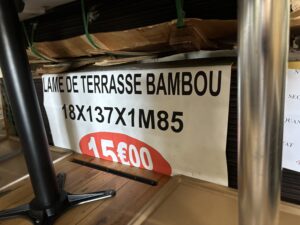 LAME DE TERRASSE BAMBOU
18X137X1M85
15€00